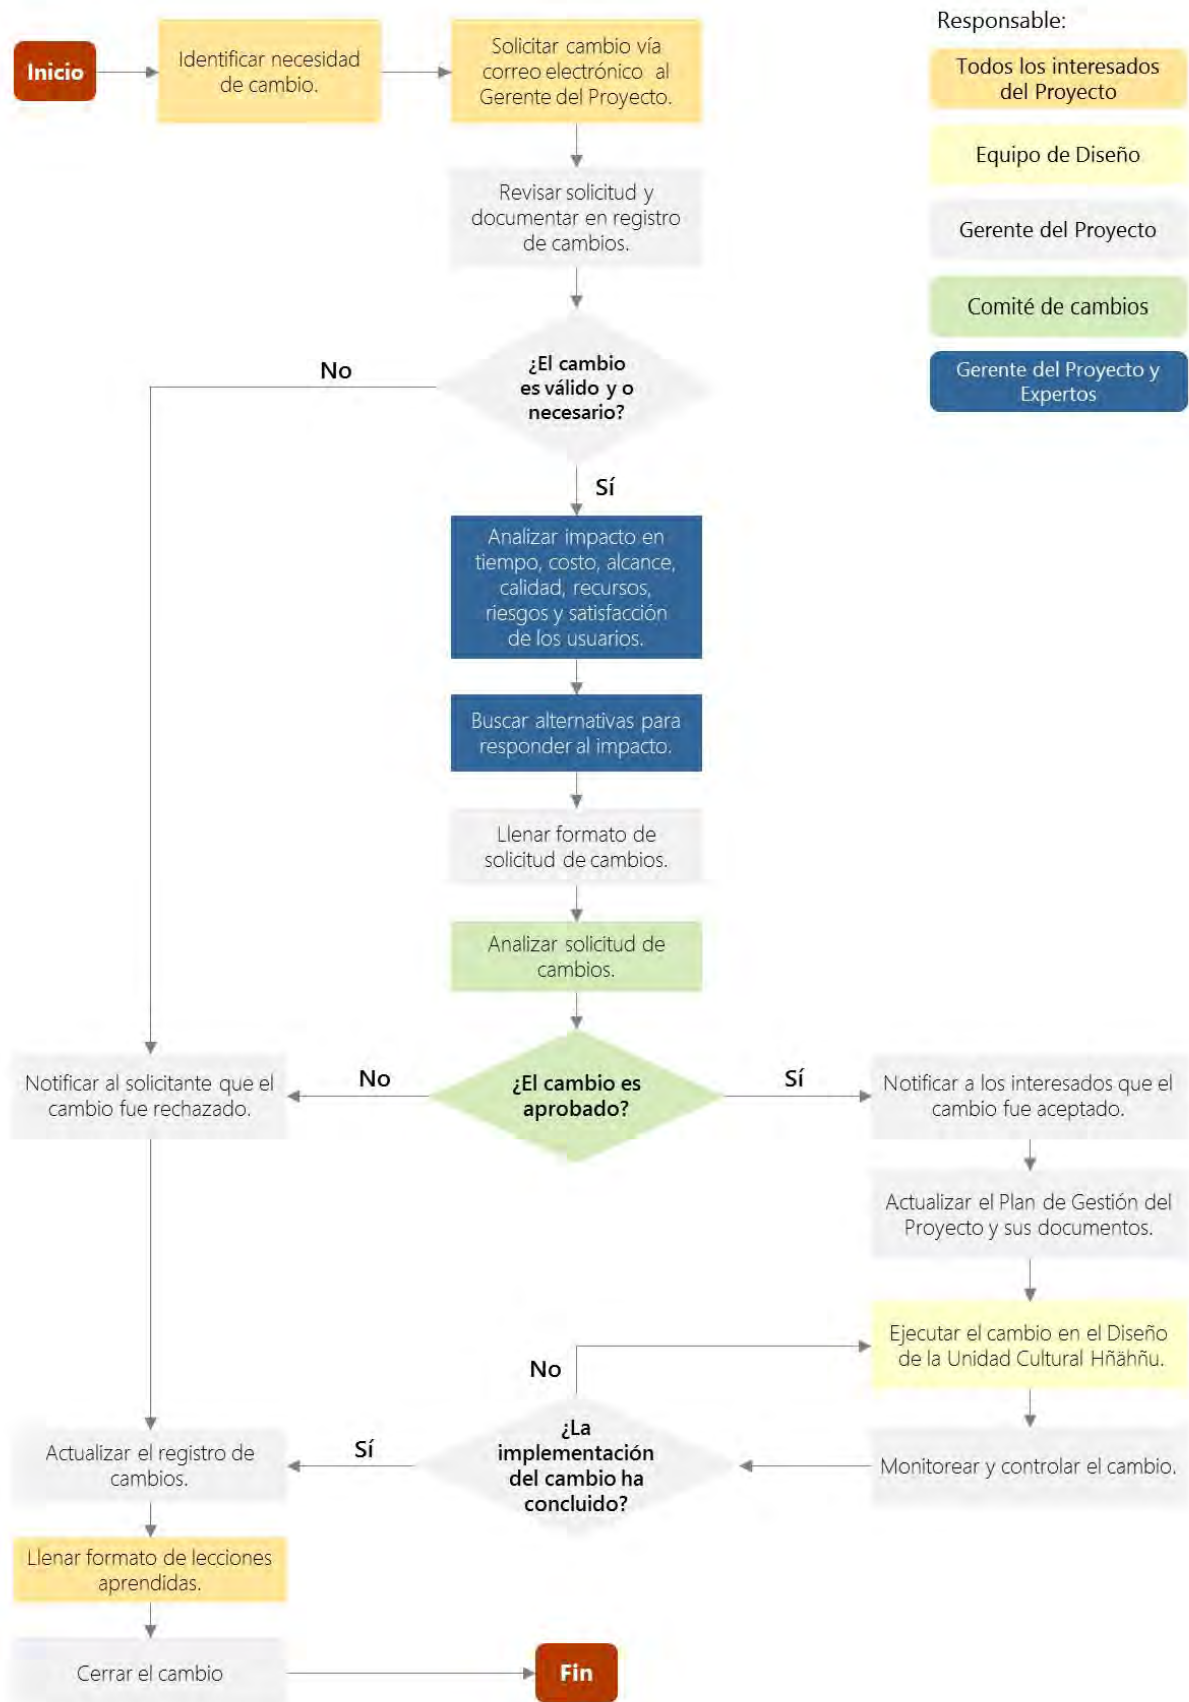 Responsable:
Inicio
Identificar necesidad
de cambio.
Solicitar cambio vía
correo electrónico al
Gerente del Proyecto.
Todos los interesados
del Proyecto
Equipo de Diseño
Gerente del Proyecto
Comité de cambios
Gerente del Proyecto y
Expertos
Revisar solicitud y
documentar en registro
de cambios.
¿El cambio
es válido y o
necesario?
No
Sí
Analizar impacto en
tiempo, costo, alcance,
calidad, recursos,
riesgos y satisfacción
de los usuarios.
Buscar alternativas para
responder al impacto.
Llenar formato de
solicitud de cambios.
Analizar solicitud de
cambios.
¿El cambio es
aprobado?
No
Sí
Notificar al solicitante que el
cambio fue rechazado.
Notificar a los interesados que el
cambio fue aceptado.
Actualizar el Plan de Gestión del
Proyecto y sus documentos.
Ejecutar el cambio en el Diseño
de la Unidad Cultural Hñähñu.
Monitorear y controlar el cambio.
¿La
implementación
del cambio ha
concluido?
No
Sí
Actualizar el registro de
cambios.
Llenar formato de lecciones
aprendidas.
Cerrar el cambio
Fin